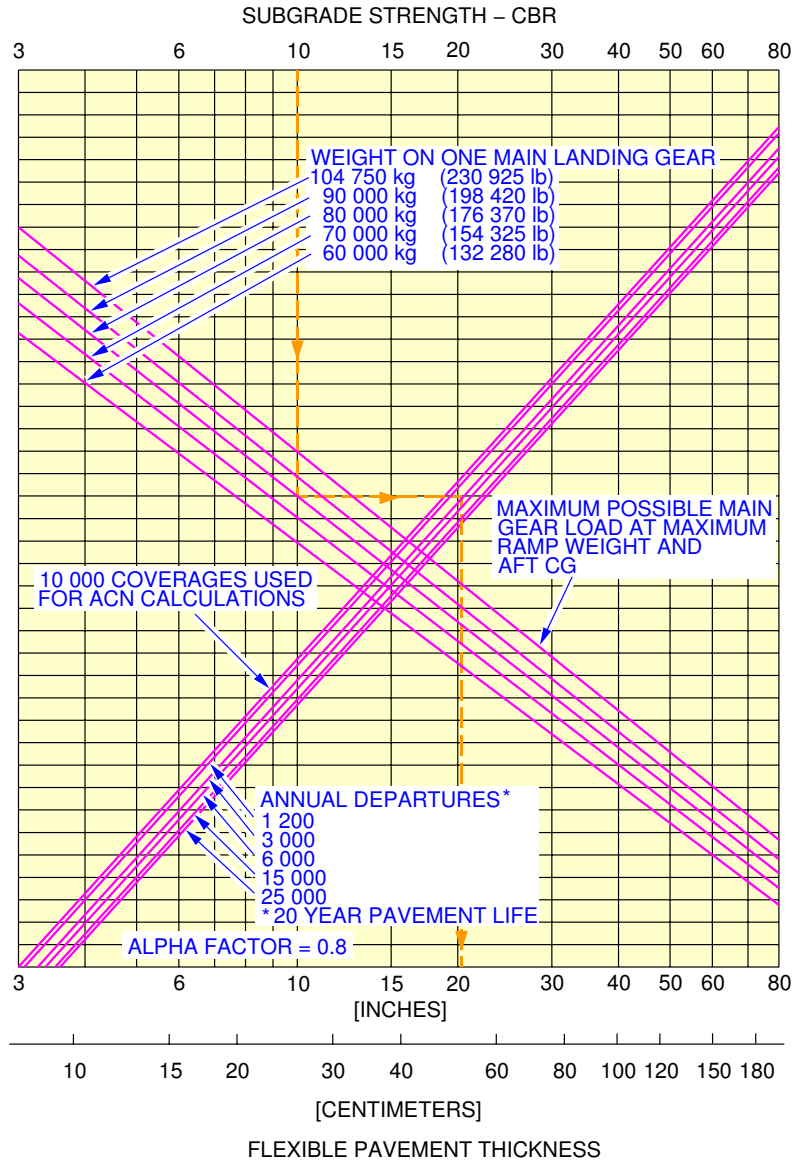 SUBGRADE STRENGTH – CBR
3 6 10 15 20 30 40 50 60 80
WEIGHT ON ONE MAIN LANDING GEAR
104 750 kg (230 925 lb)
90 000 kg (198 420 lb)
80 000 kg (176 370 lb)
70 000 kg (154 325 lb)
60 000 kg (132 280 lb)
MAXIMUM POSSIBLE MAIN
GEAR LOAD AT MAXIMUM
RAMP WEIGHT AND
AFT CG
10 000 COVERAGES USED
FOR ACN CALCULATIONS
ANNUAL DEPARTURES*
1 200
3 000
6 000
15 000
25 000
*20 YEAR PAVEMENT LIFE
ALPHA FACTOR = 0.8
3 6 10 15 20 30 40 50 60 80
[INCHES]
10 15 20 30 40 60 80 100 120 150 180
[CENTIMETERS]
FLEXIBLE PAVEMENT THICKNESS